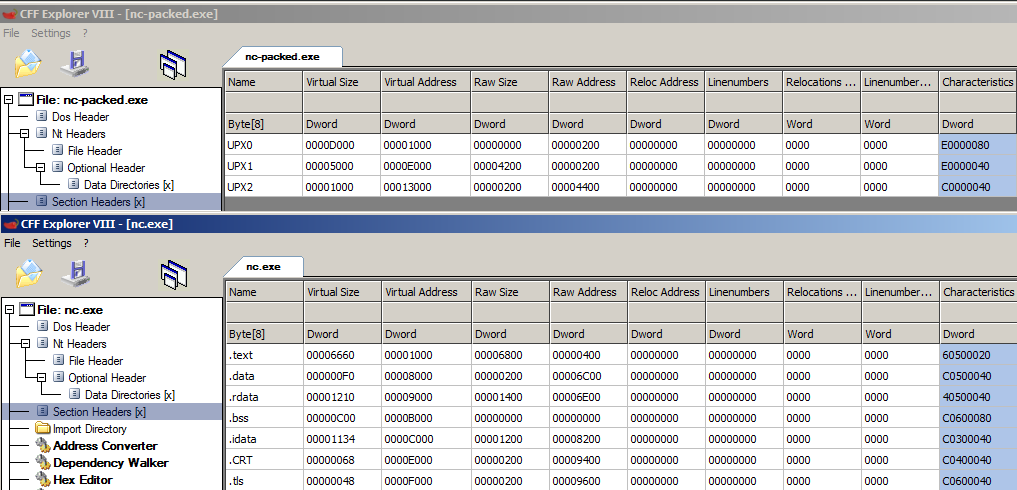 CFF Explorer VIII - [nc-packed.exe]
File Settings ?
nc-packed.exe
Name Virtual Size Virtual Address Raw Size Raw Address Reloc Address Linenumbers Relocations ... Linenumber... Characteristics
File: nc-packed.exe
Dos Header
Byte[8] Dword Dword Dword Dword Dword Dword Word Word Dword
Nt Headers
UPX0 0000D000 00001000 00000000 00000200 00000000 00000000 0000 0000 E0000080
File Header
UPX1 00005000 0000E000 00004200 00000200 00000000 00000000 0000 0000 E0000040
Optional Header
Data Directories [x]
UPX2 00001000 00013000 00000200 00004400 00000000 00000000 0000 0000 C0000040
Section Headers [x]
CFF Explorer VIII - [nc.exe]
File Settings ?
nc.exe
Name Virtual Size Virtual Address Raw Size Raw Address Reloc Address Linenumbers Relocations ... Linenumber... Characteristics
File: nc.exe
Dos Header
Byte[8] Dword Dword Dword Dword Dword Dword Word Word Dword
Nt Headers
.text 00006660 00001000 00006800 00000400 00000000 00000000 0000 0000 60500020
File Header
.data 000000F0 00008000 00000200 00006C00 00000000 00000000 0000 0000 C0500040
Optional Header
Data Directories [x]
.rdata 00001210 00009000 00001400 00006E00 00000000 00000000 0000 0000 40500040
Section Headers [x]
.bss 00000C00 0000B000 00000000 00000000 00000000 00000000 0000 0000 C0600080
Import Directory
.idata 00001134 0000C000 00001200 00008200 00000000 00000000 0000 0000 C0300040
Address Converter
.CRT 00000068 0000E000 00000200 00009400 00000000 00000000 0000 0000 C0400040
Dependency Walker
Hex Editor
.tls 00000048 0000F000 00000200 00009600 00000000 00000000 0000 0000 C0600040